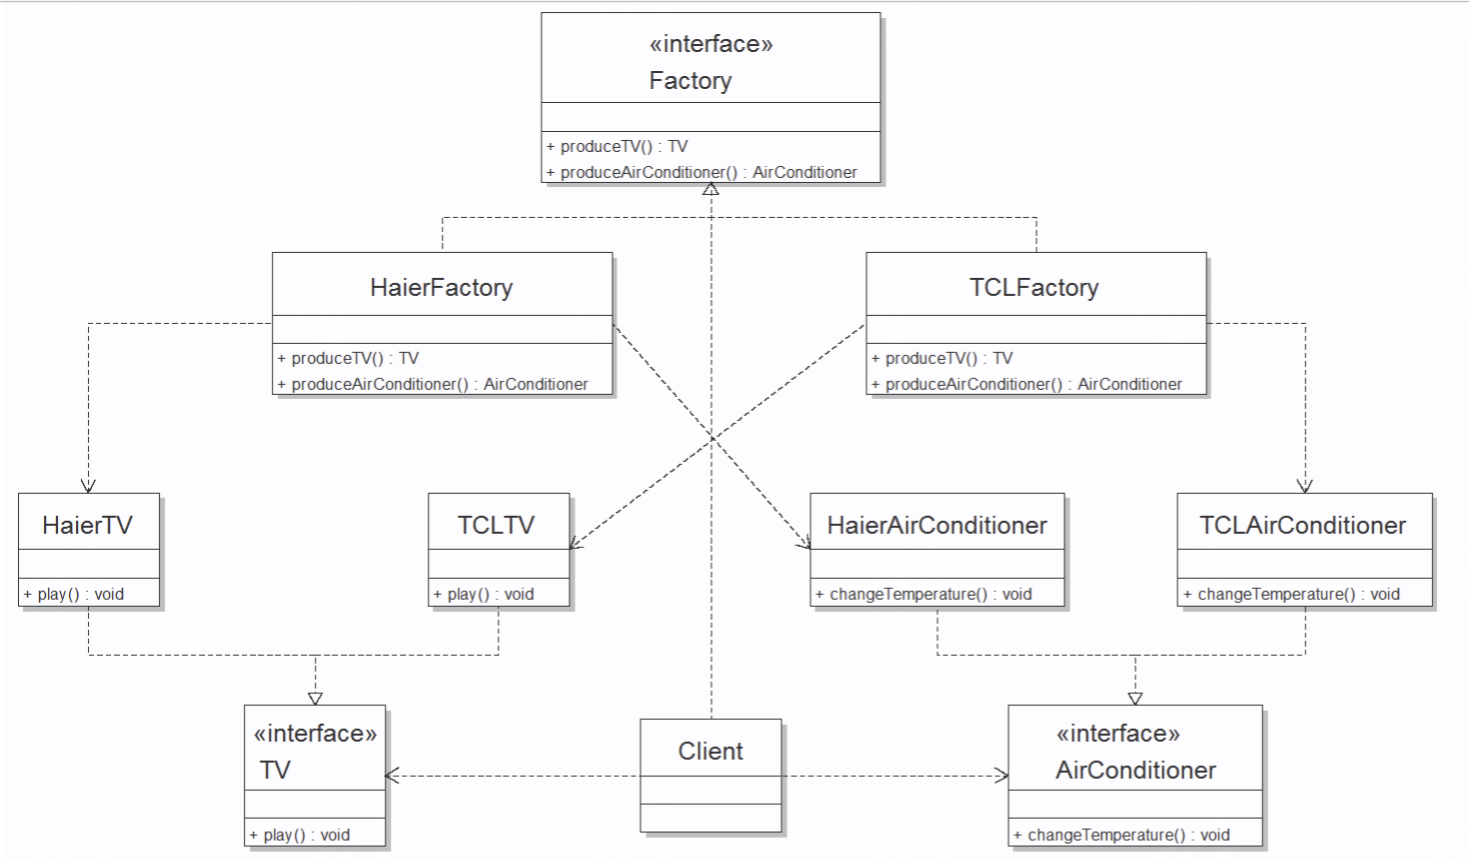 «interface»
Factory
+ produceTV() : TV
+ produceAirConditioner() : AirConditioner
HaierFactory
+ produceTV() : TV
+ produceAirConditioner() : AirConditioner
TCLFactory
+ produceTV() : TV
+ produceAirConditioner() : AirConditioner
HaierTV
+ play() : void
TCLTV
+ play() : void
HaierAirConditioner
+ changeTemperature() : void
TCLAirConditioner
+ changeTemperature() : void
«interface»
TV
+ play() : void
Client
«interface»
AirConditioner
+ changeTemperature() : void